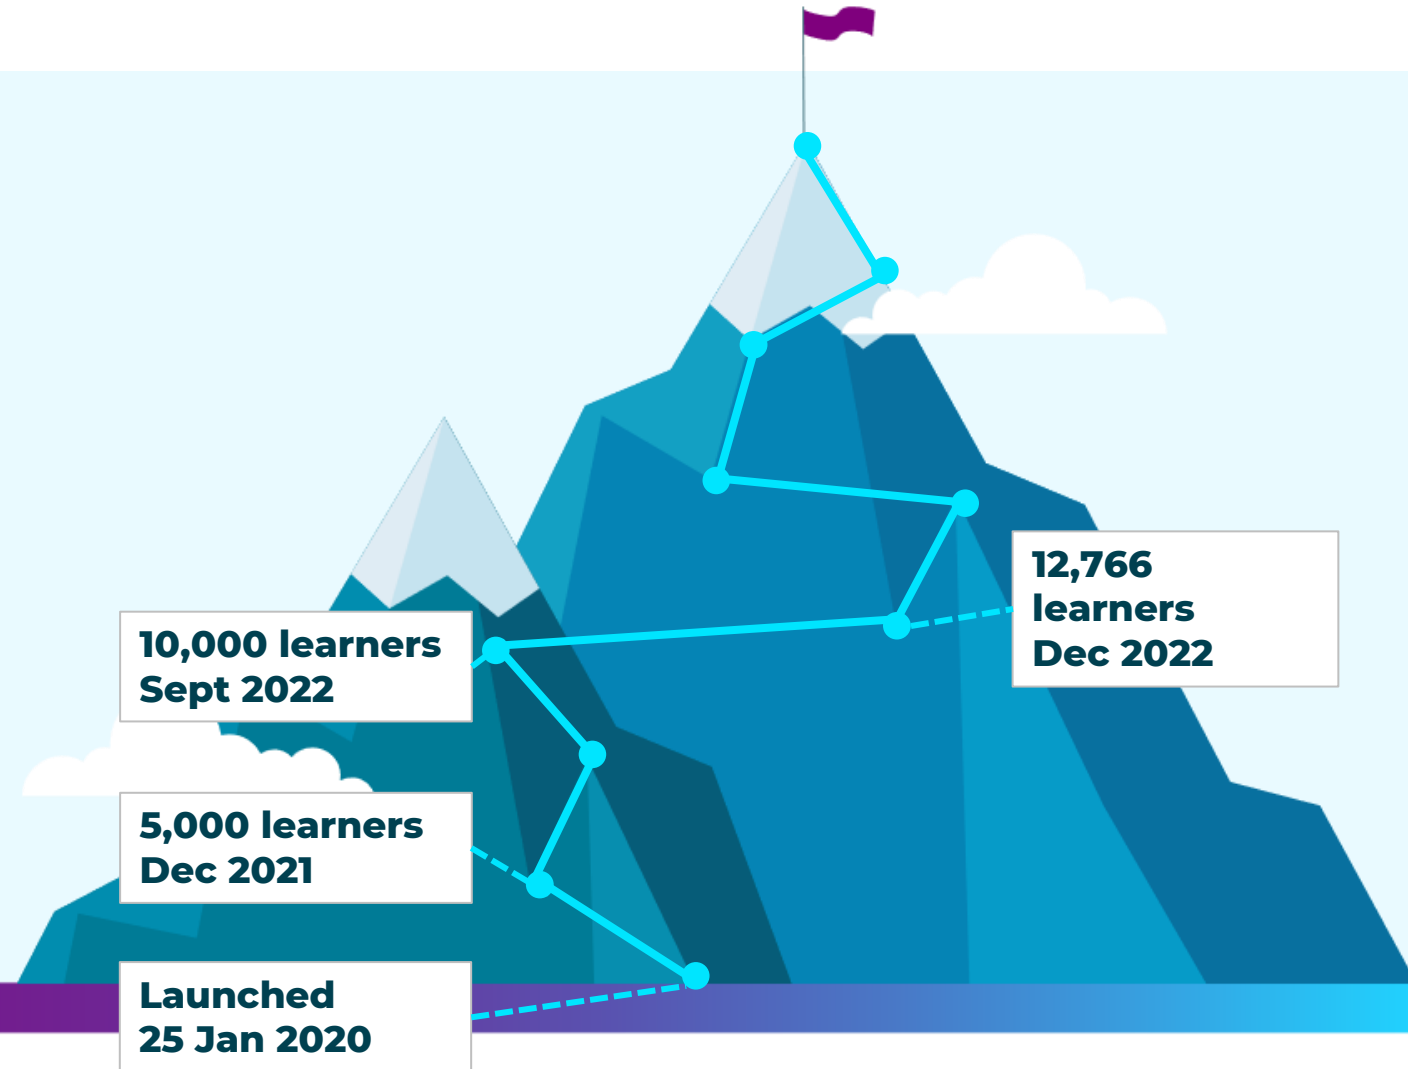 12,766
learners
Dec 2022
10,000 learners
Sept 2022
5,000 learners
Dec 2021
Launched
25 Jan 2020